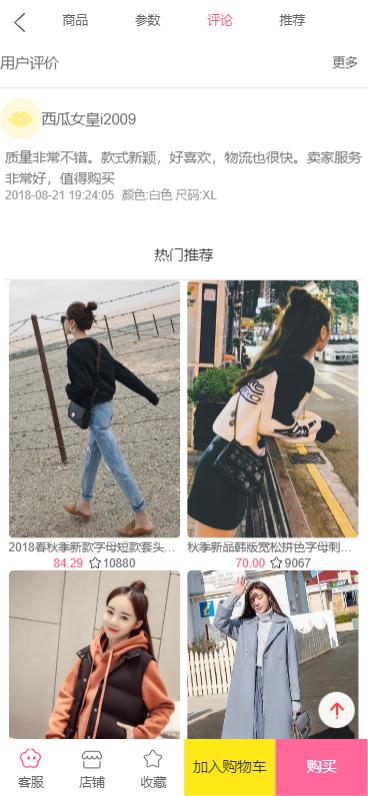 商品 参数 评论 推荐
用户评价 更多
西瓜女皇i2009
质量非常不错。款式新颖，好喜欢，物流也很快。卖家服务
非常好，值得购买
2018-08-21 19:24:05 颜色:白色 尺码:XL
热门推荐
2018春秋季新款字母短款套头... 秋季新品韩版宽松拼色字母刺...
84.29 10880 70.00 9067
客服 店铺 收藏 加入购物车 购买